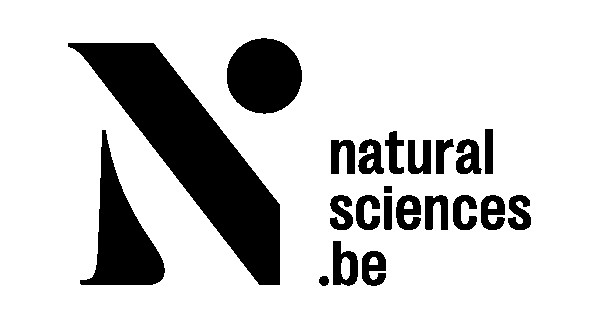 N
natural
sciences
.be